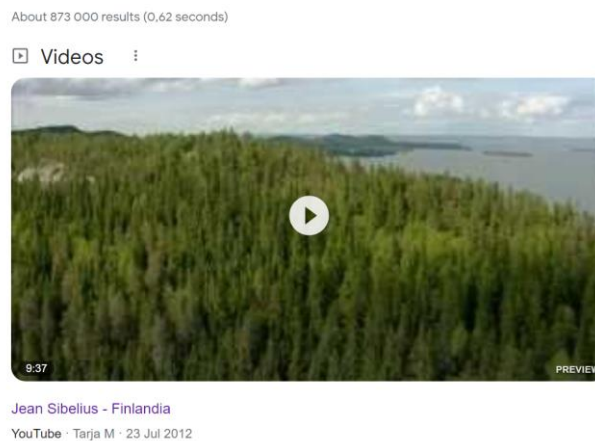 About 873 000 results (0,62 seconds)
Videos
9:37
PREVIEW
Jean Sibelius - Finlandia
YouTube · Tarja M · 23 Jul 2012